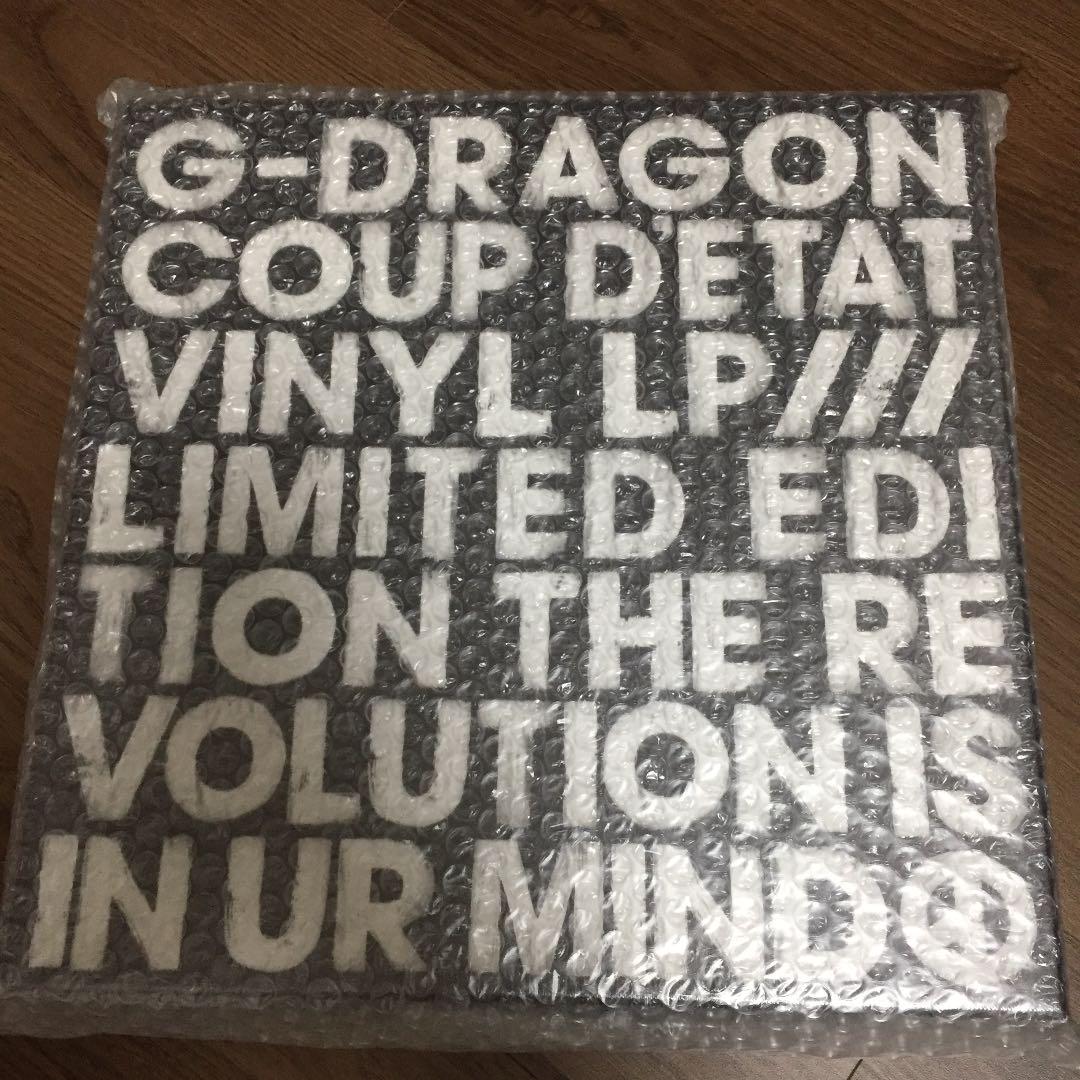 G-DRAGON
COUP D'ETAT
VINYL LP///
LIMITED EDI
TION THE RE
VOLUTION IS
IN UR MIND